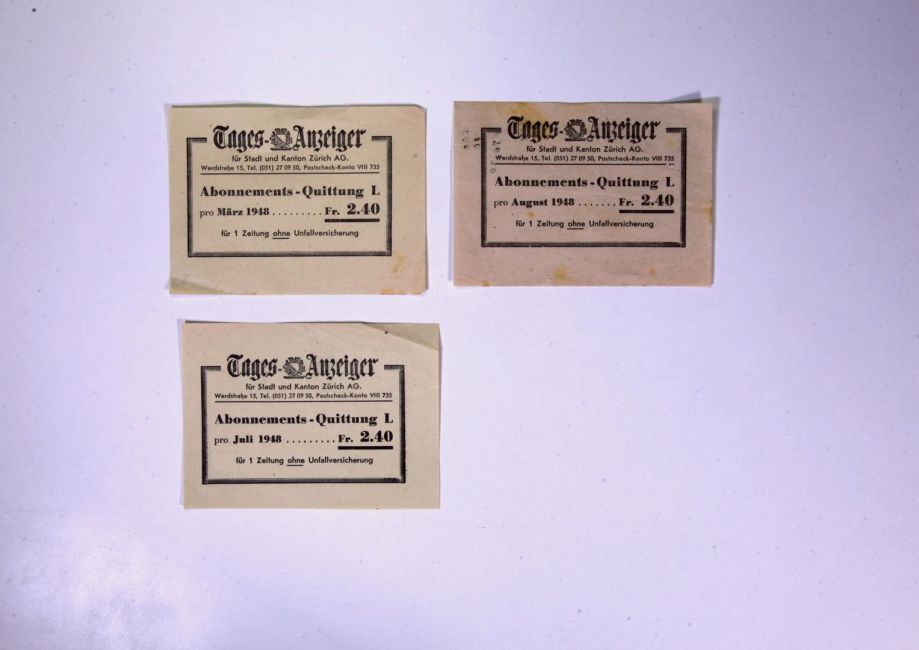 Tages-Anzeiger
für Stadt und Kanton Zürich AG.
Werdstraße 15, Tel. (051) 27 09 50, Postscheck-Konto VIII 735
Abonnements-Quittung L
pro März 1948 . . . . . . . . . Fr. 2.40
für 1 Zeitung ohne Unfallversicherung
Tages-Anzeiger
für Stadt und Kanton Zürich AG.
Werdstraße 15, Tel. (051) 27 09 50, Postscheck-Konto VIII 735
Abonnements-Quittung L
pro August 1948 . . . . . . . Fr. 2.40
für 1 Zeitung ohne Unfallversicherung
Tages-Anzeiger
für Stadt und Kanton Zürich AG.
Werdstraße 15, Tel. (051) 27 09 50, Postscheck-Konto VIII 735
Abonnements-Quittung L
pro Juli 1948 . . . . . . . . . Fr. 2.40
für 1 Zeitung ohne Unfallversicherung